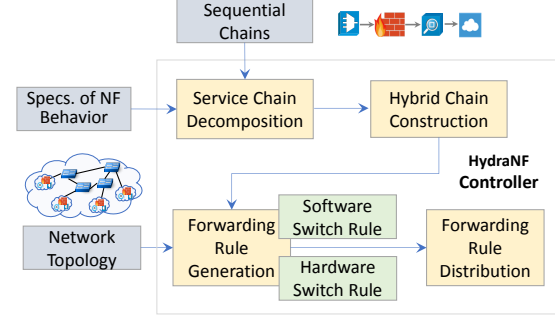 Sequential
Chains
Specs. of NF
Behavior
Service Chain
Decomposition
Hybrid Chain
Construction
HydraNF
Controller
Network
Topology
Forwarding
Rule
Generation
Software
Switch Rule
Hardware
Switch Rule
Forwarding
Rule
Distribution